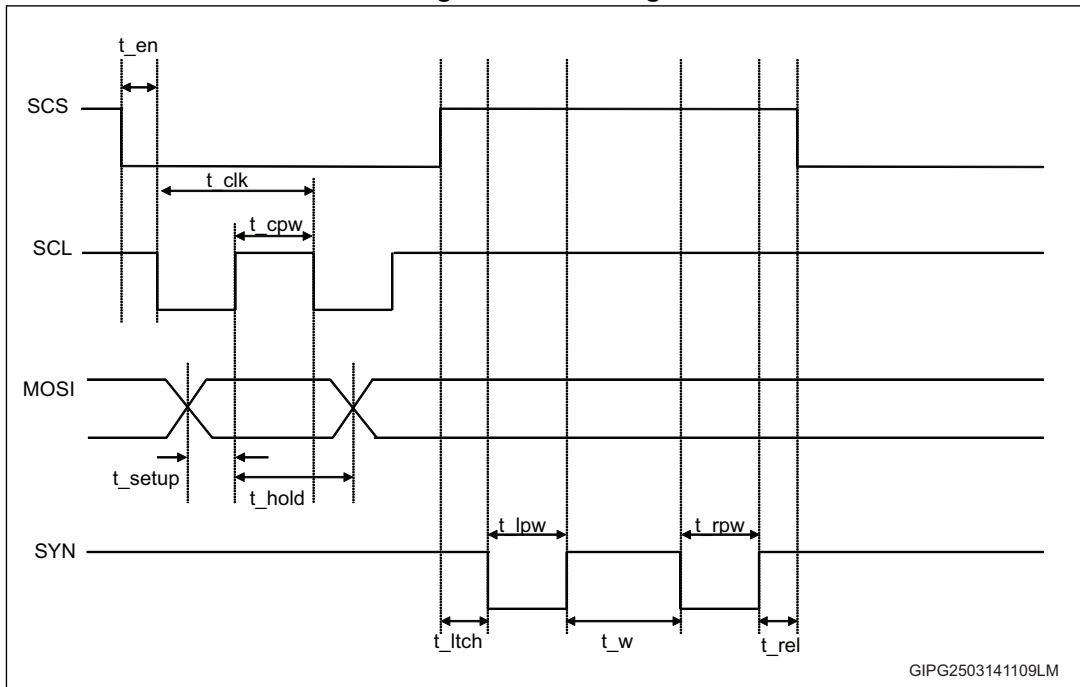 t_en
SCS
t_clk
t_cpw
SCL
MOSI
t_setup
t_hold
t_lpw
t_rpw
SYN
t_ltch
t_w
t_rel
GIPG2503141109LM